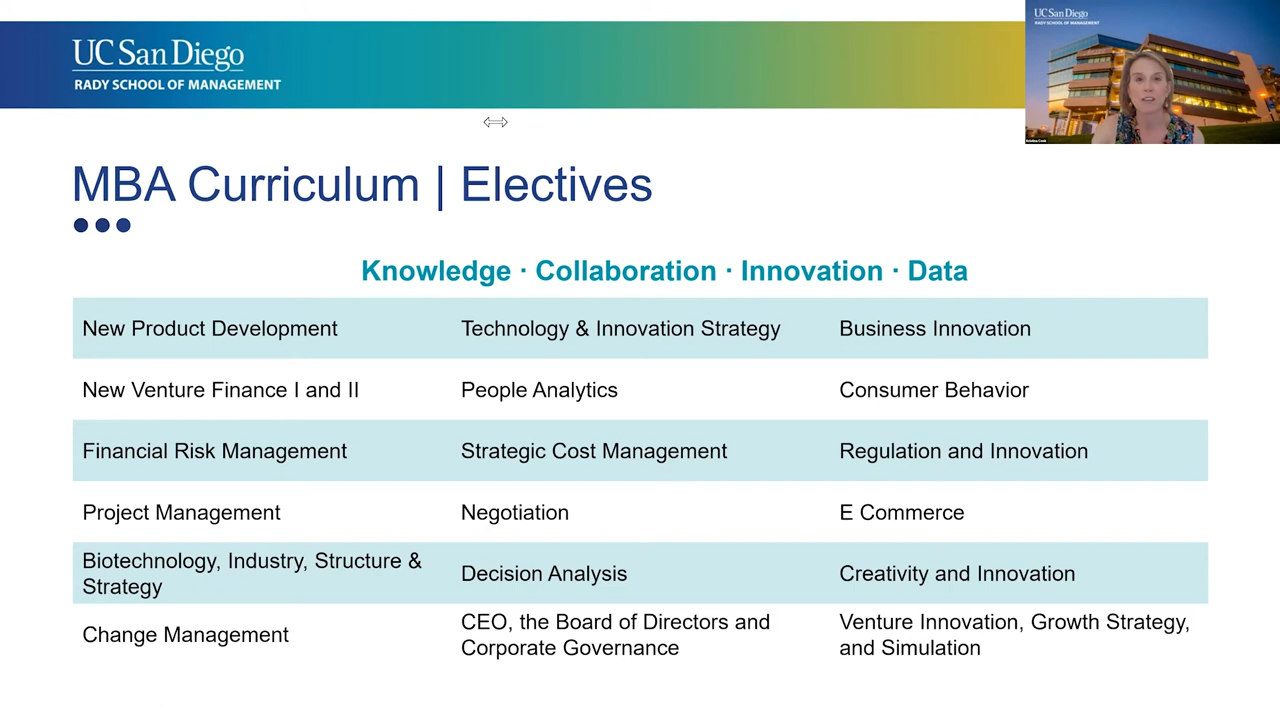 UC San Diego
RADY SCHOOL OF MANAGEMENT
UC San Diego
RADY SCHOOL OF MANAGEMENT
MBA Curriculum | Electives
Knowledge · Collaboration · Innovation · Data
New Product Development
Technology & Innovation Strategy
Business Innovation
New Venture Finance I and II
People Analytics
Consumer Behavior
Financial Risk Management
Strategic Cost Management
Regulation and Innovation
Project Management
Negotiation
E Commerce
Biotechnology, Industry, Structure &
Strategy
Decision Analysis
Creativity and Innovation
Change Management
CEO, the Board of Directors and
Corporate Governance
Venture Innovation, Growth Strategy,
and Simulation